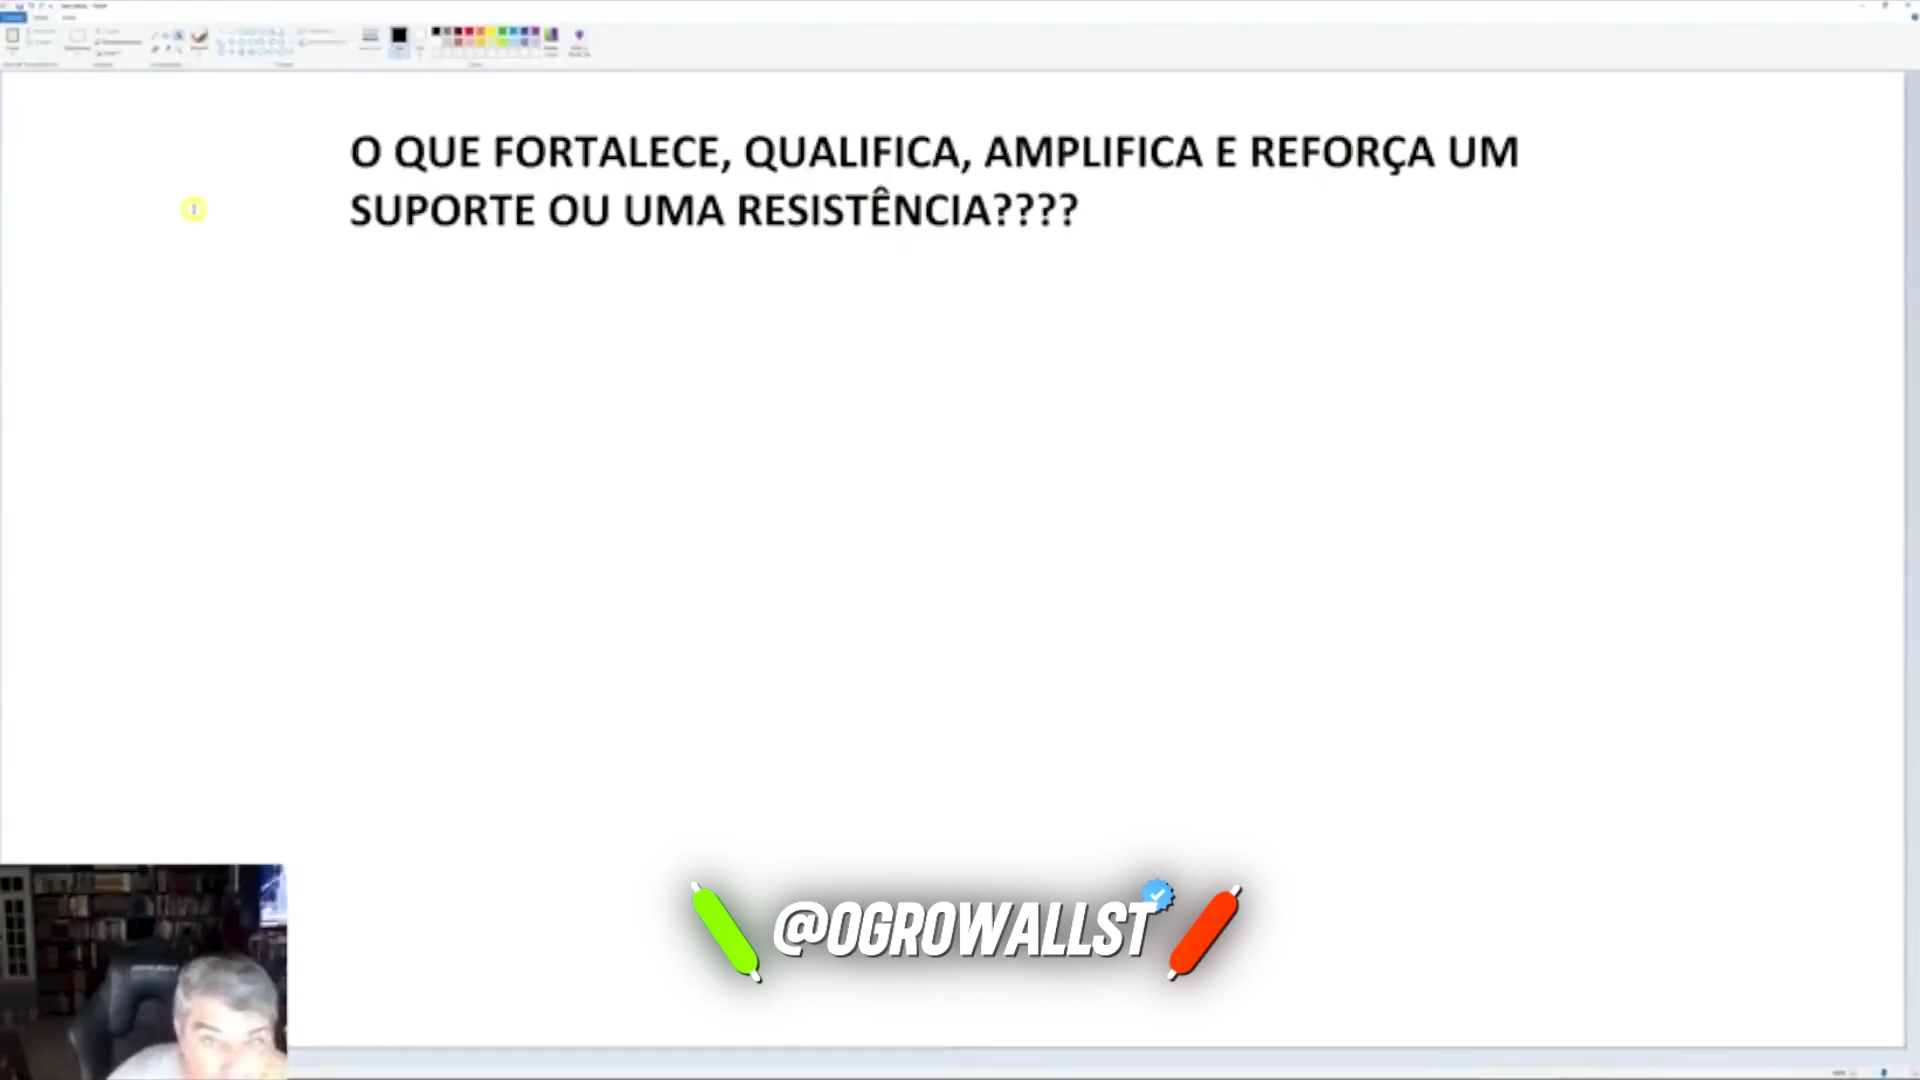 O QUE FORTALECE, QUALIFICA, AMPLIFICA E REFORÇA UM
SUPORTE OU UMA RESISTÊNCIA????
@OGROWALLST